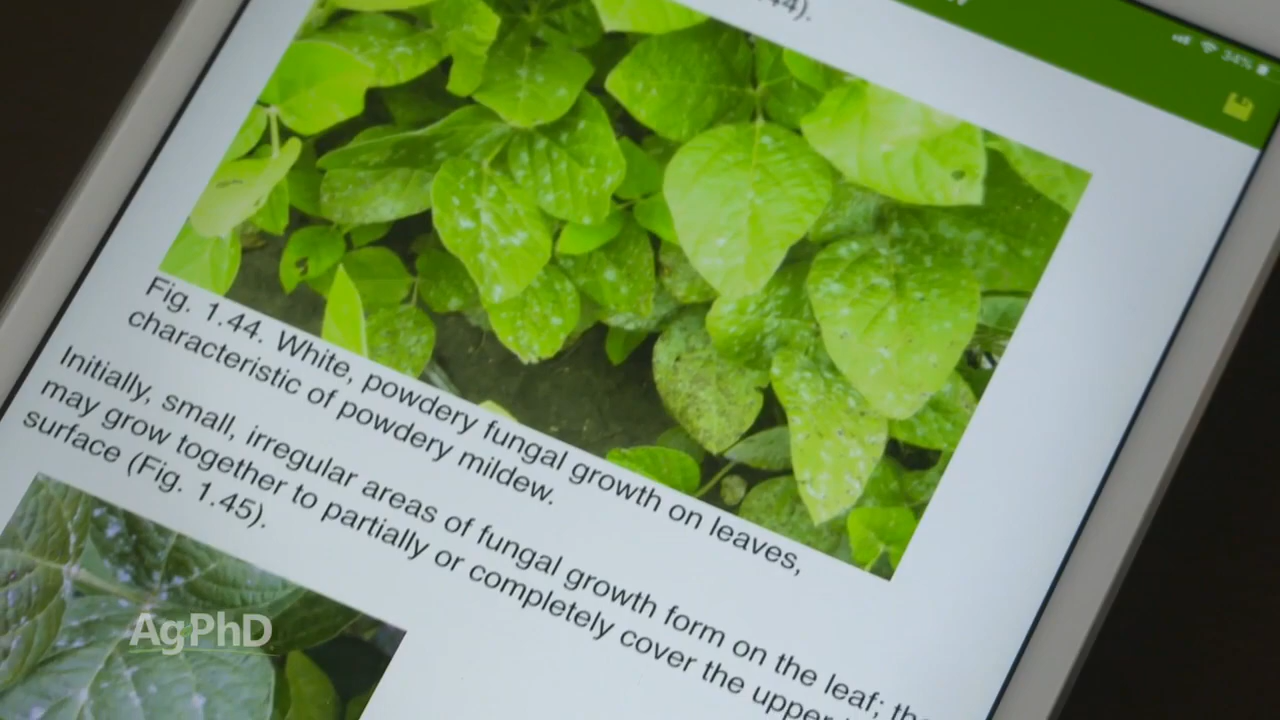 34%
Fig. 1.44. White, powdery fungal growth on leaves,
characteristic of powdery mildew.
Initially, small, irregular areas of fungal growth form on the leaf;
may grow together to partially or completely cover the upper
surface (Fig. 1.45).
AgPhD